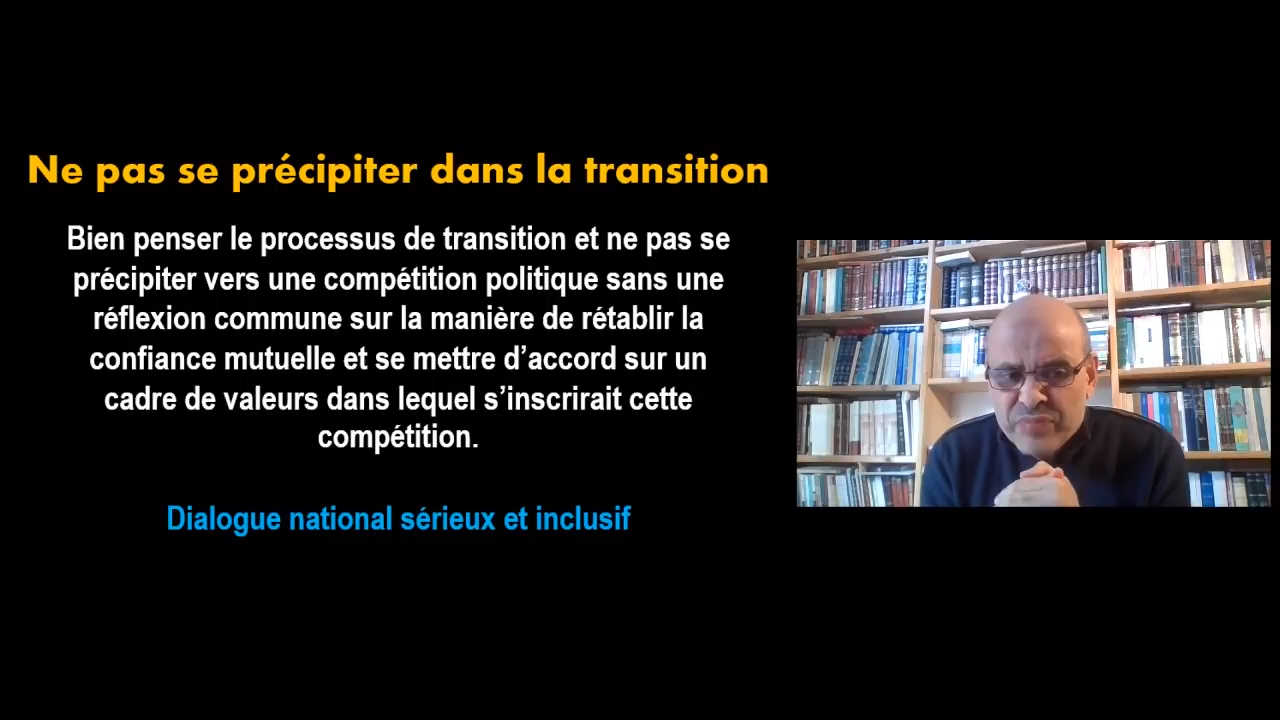 Ne pas se précipiter dans la transition
Bien penser le processus de transition et ne pas se
précipiter vers une compétition politique sans une
réflexion commune sur la manière de rétablir la
confiance mutuelle et se mettre d’accord sur un
cadre de valeurs dans lequel s’inscrirait cette
compétition.
Dialogue national sérieux et inclusif